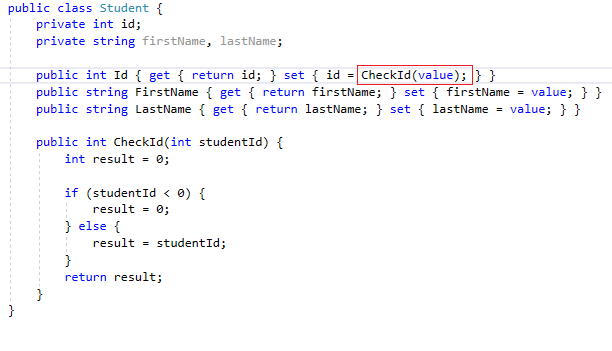 public class Student {
    private int id;
    private string firstName, lastName;

    public int Id { get { return id; } set { id = CheckId(value); } }
    public string FirstName { get { return firstName; } set { firstName = value; } }
    public string LastName { get { return lastName; } set { lastName = value; } }

    public int CheckId(int studentId) {
        int result = 0;

        if (studentId < 0) {
            result = 0;
        } else {
            result = studentId;
        }
        return result;
    }
}